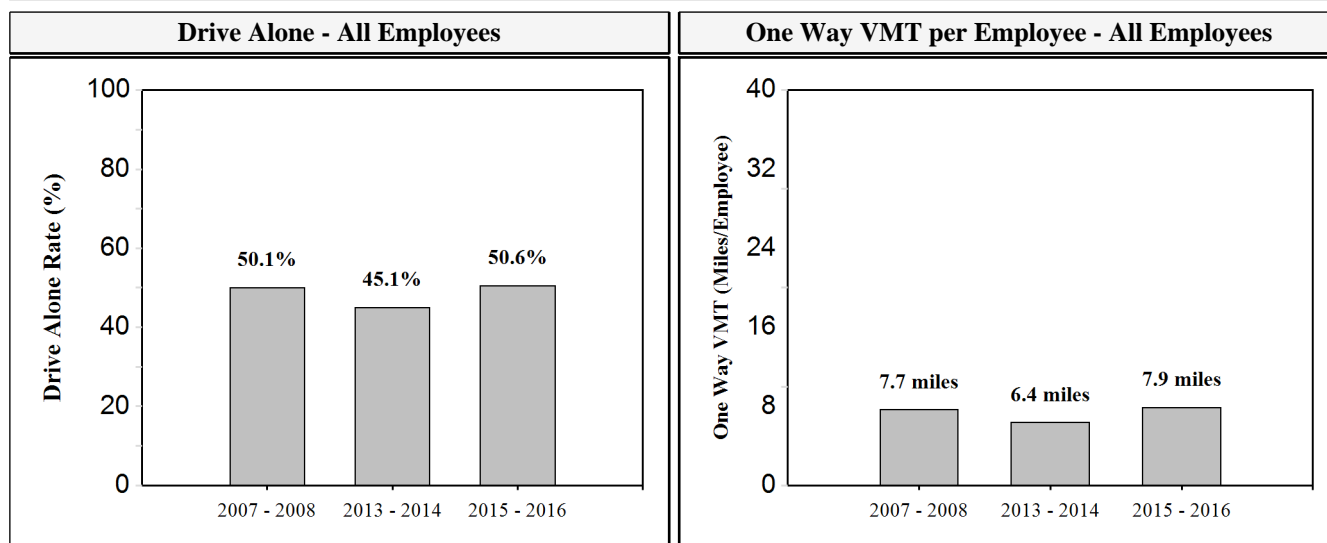 Drive Alone - All Employees
100
80
60
40
20
0
Drive Alone Rate (%)
50.1%
45.1%
50.6%
2007 - 2008
2013 - 2014
2015 - 2016
One Way VMT per Employee - All Employees
40
32
24
16
8
0
One Way VMT (Miles/Employee)
7.7 miles
6.4 miles
7.9 miles
2007 - 2008
2013 - 2014
2015 - 2016